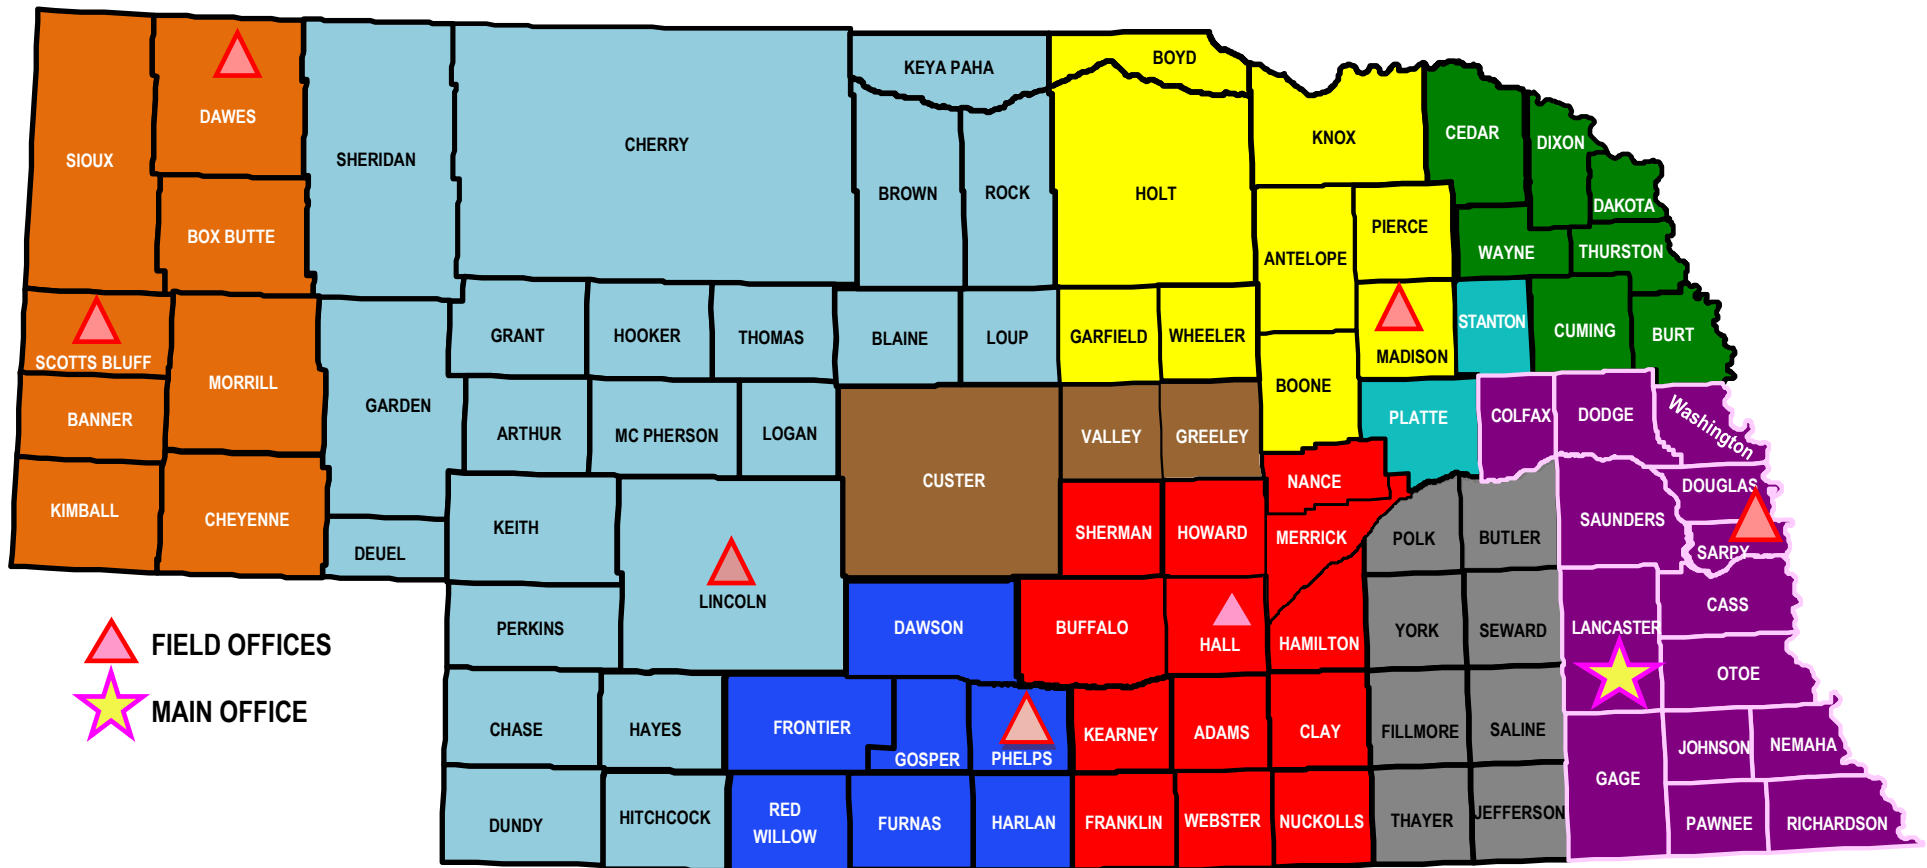 BOYD
KEYA PAHA
DAWES
SIOUX
SHERIDAN
CHERRY
KNOX
CEDAR
DIXON
BROWN
ROCK
HOLT
DAKOTA
BOX BUTTE
PIERCE
ANTELOPE
WAYNE
THURSTON
GRANT
HOOKER
THOMAS
BLAINE
LOUP
GARFIELD
WHEELER
STANTON
CUMING
BURT
SCOTTS BLUFF
MADISON
MORRILL
BOONE
BANNER
GARDEN
ARTHUR
MC PHERSON
LOGAN
VALLEY
GREELEY
PLATTE
COLFAX
DODGE
Washington
KIMBALL
CHEYENNE
CUSTER
NANCE
DOUGLAS
KEITH
SHERMAN
HOWARD
MERRICK
POLK
BUTLER
SAUNDERS
DEUEL
SARPY
LINCOLN
CASS
PERKINS
DAWSON
BUFFALO
HALL
HAMILTON
YORK
SEWARD
LANCASTER
FIELD OFFICES
OTOE
MAIN OFFICE
CHASE
HAYES
FRONTIER
GOSPER
PHELPS
KEARNEY
ADAMS
CLAY
FILLMORE
SALINE
JOHNSON
NEMAHA
GAGE
DUNDY
HITCHCOCK
RED
WILLOW
FURNAS
HARLAN
FRANKLIN
WEBSTER
NUCKOLLS
THAYER
JEFFERSON
PAWNEE
RICHARDSON